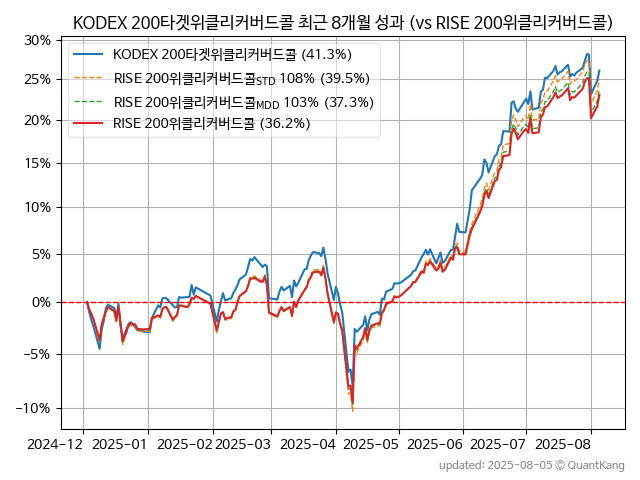 KODEX 200타겟위클리커버드콜 최근 8개월 성과 (vs RISE 200위클리커버드콜)
KODEX 200타겟위클리커버드콜 (41.3%)
RISE 200위클리커버드콜STD 108% (39.5%)
RISE 200위클리커버드콜MDD 103% (37.3%)
RISE 200위클리커버드콜 (36.2%)
30%
25%
20%
15%
10%
5%
0%
−5%
−10%
2024-12 2025-01 2025-02 2025-03 2025-04 2025-05 2025-06 2025-07 2025-08
updated: 2025-08-05 © QuantKang